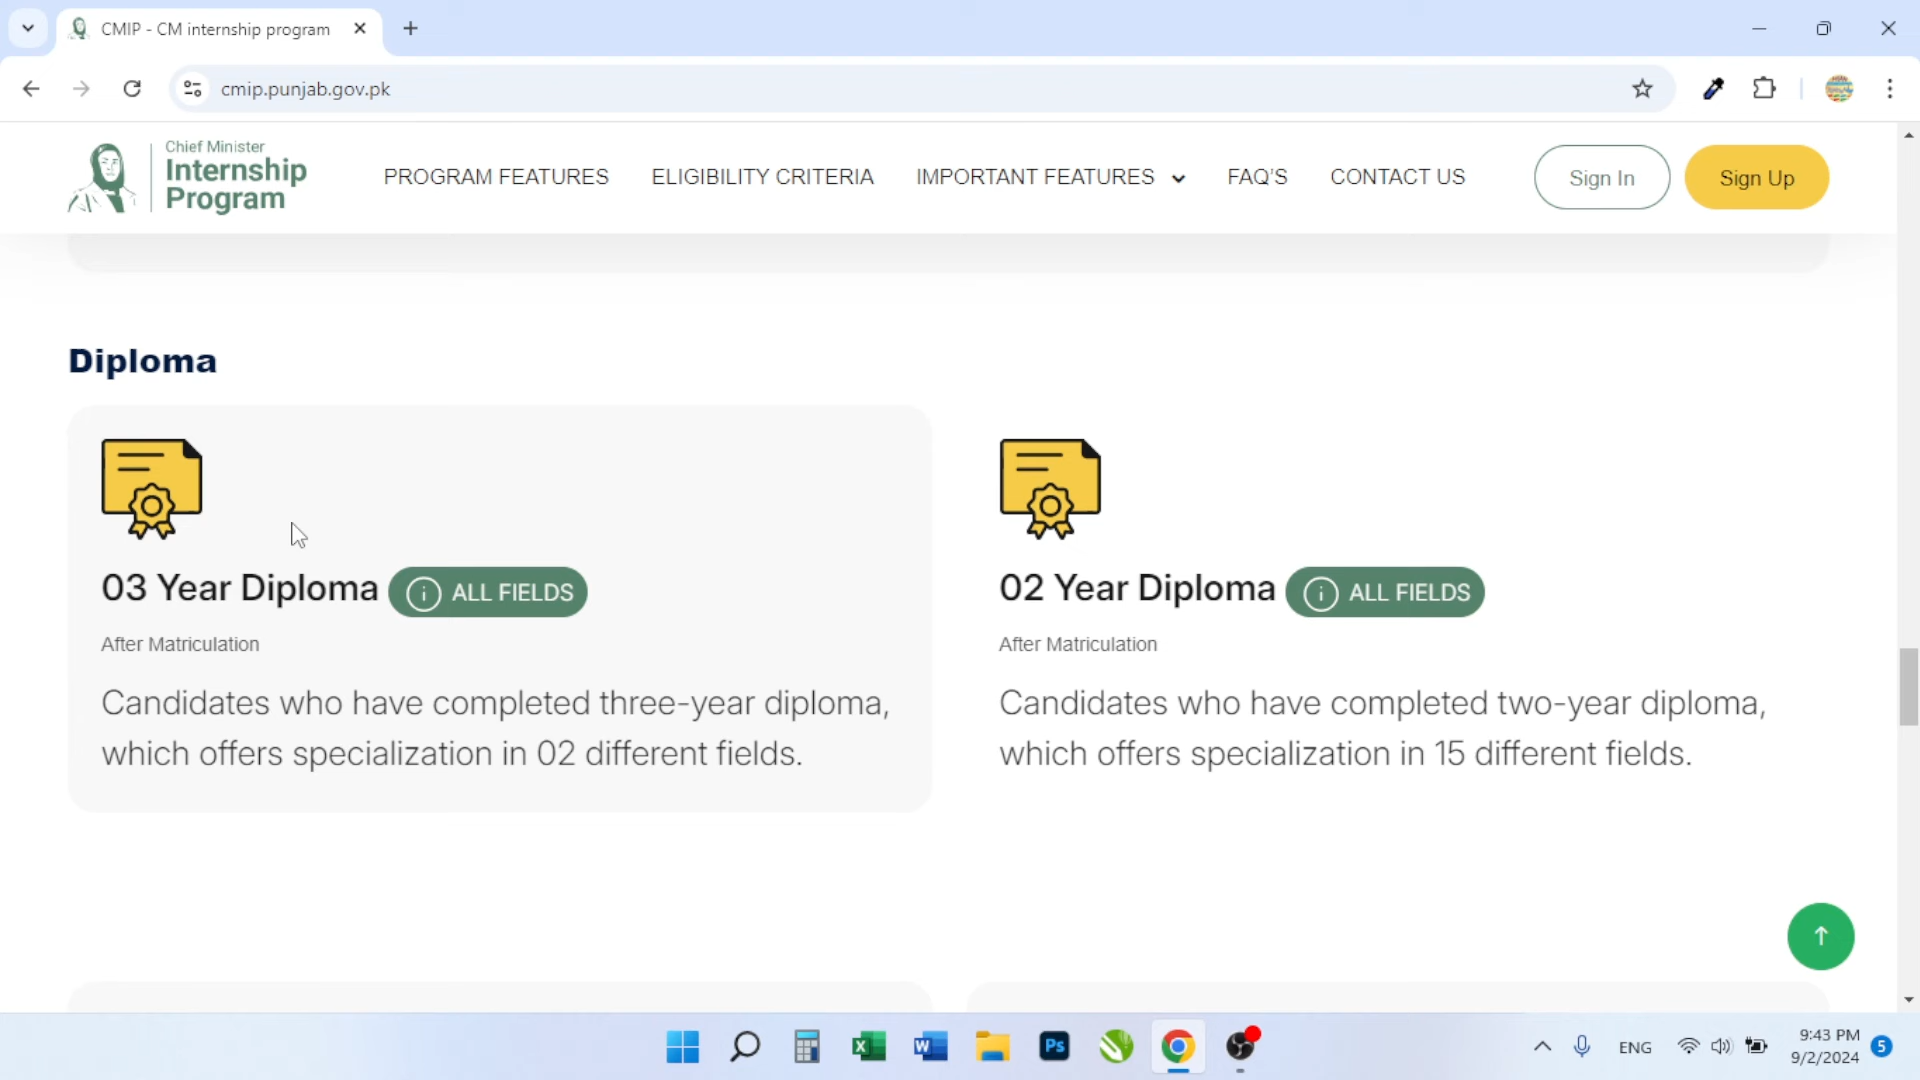 CMIP - CM internship program
cmip.punjab.gov.pk
Chief Minister
Internship
Program
PROGRAM FEATURES
ELIGIBILITY CRITERIA
IMPORTANT FEATURES
FAQ'S
CONTACT US
Sign In
Sign Up
Diploma
03 Year Diploma
ALL FIELDS
After Matriculation
Candidates who have completed three-year diploma,
which offers specialization in 02 different fields.
02 Year Diploma
ALL FIELDS
After Matriculation
Candidates who have completed two-year diploma,
which offers specialization in 15 different fields.
Ps
ENG
9:43 PM
9/2/2024
5